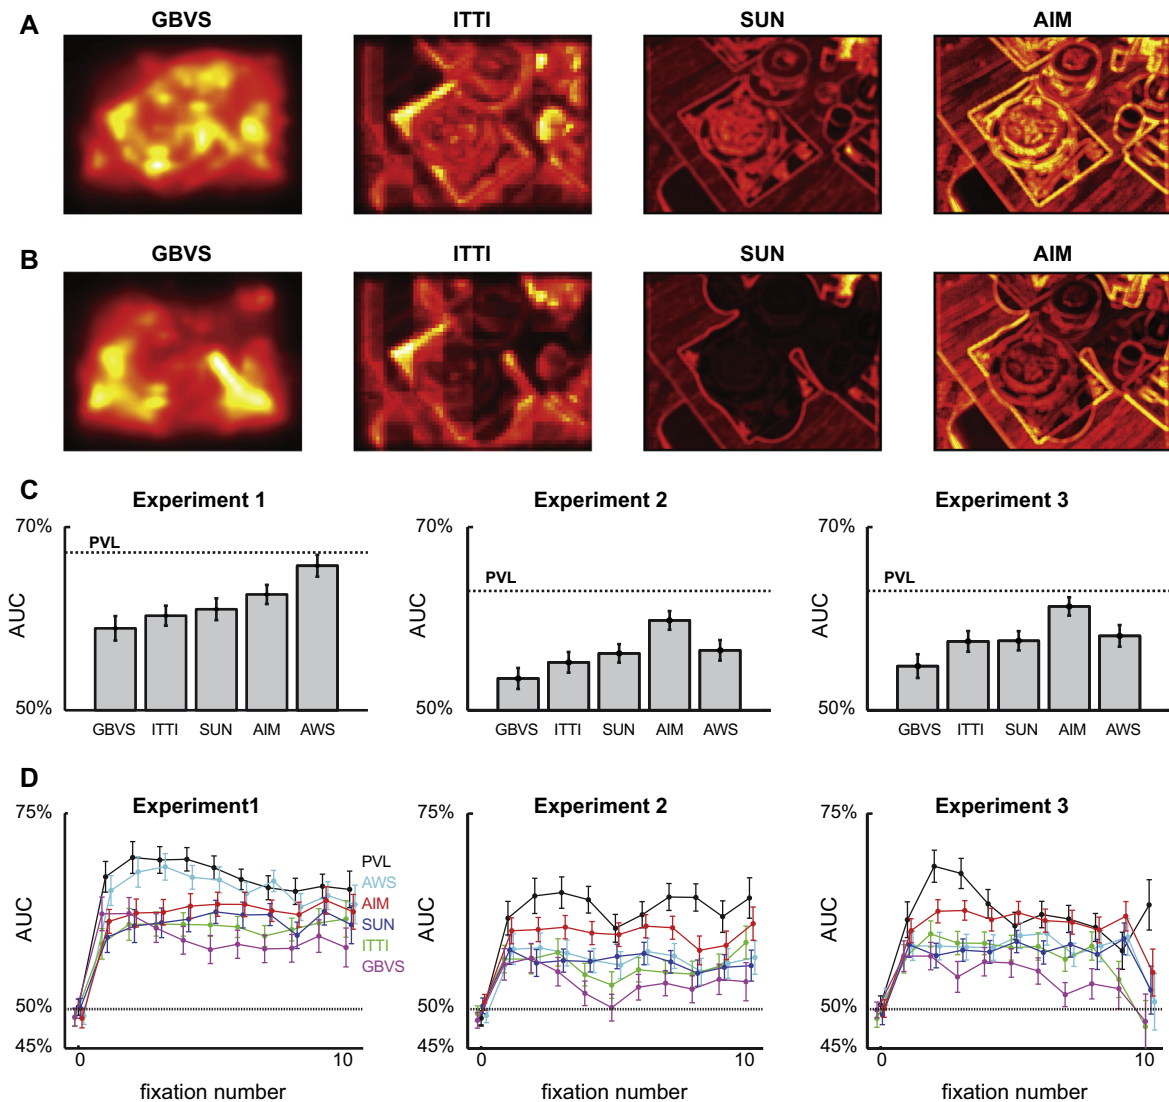 A
GBVS ITTI SUN AIM
B
GBVS ITTI SUN AIM
C
Experiment 1 Experiment 2 Experiment 3
70% 70% 70%
PVL PVL PVL
AUC AUC AUC
50% 50% 50%
GBVS ITTI SUN AIM AWS GBVS ITTI SUN AIM AWS GBVS ITTI SUN AIM AWS
D
Experiment1 Experiment 2 Experiment 3
75% 75% 75%
PVL
AWS
AIM
SUN
ITTI
GBVS
AUC AUC AUC
50% 50% 50%
45% 45% 45%
0 10 0 10 0 10
fixation number fixation number fixation number